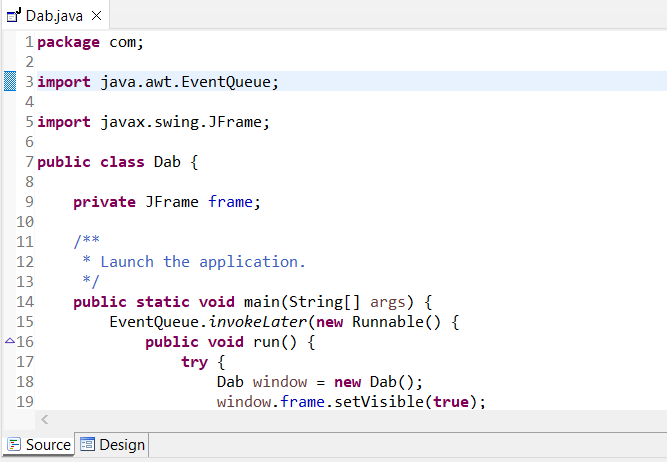 Dab.java
1 package com;
2
3 import java.awt.EventQueue;
4
5 import javax.swing.JFrame;
6
7 public class Dab {
8
9     private JFrame frame;
10
11     /**
12      * Launch the application.
13      */
14     public static void main(String[] args) {
15         EventQueue.invokeLater(new Runnable() {
16             public void run() {
17                 try {
18                     Dab window = new Dab();
19                     window.frame.setVisible(true);
Source Design